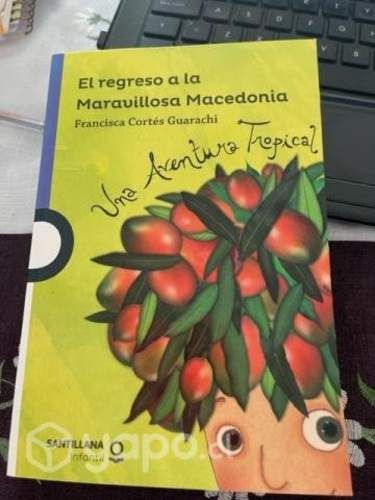 El regreso a la
Maravillosa Macedonia
Francisca Cortés Guarachi
Una Aventura Tropical
SANTILLANA
infantil
yapo.cl